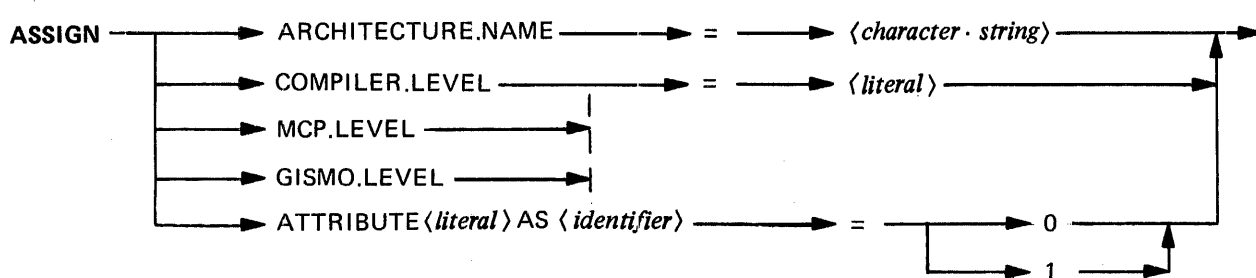 ASSIGN ARCHITECTURE.NAME = ⟨character · string⟩
COMPILER.LEVEL = ⟨literal⟩
MCP.LEVEL
GISMO.LEVEL
ATTRIBUTE⟨literal⟩ AS ⟨identifier⟩ = 0
1